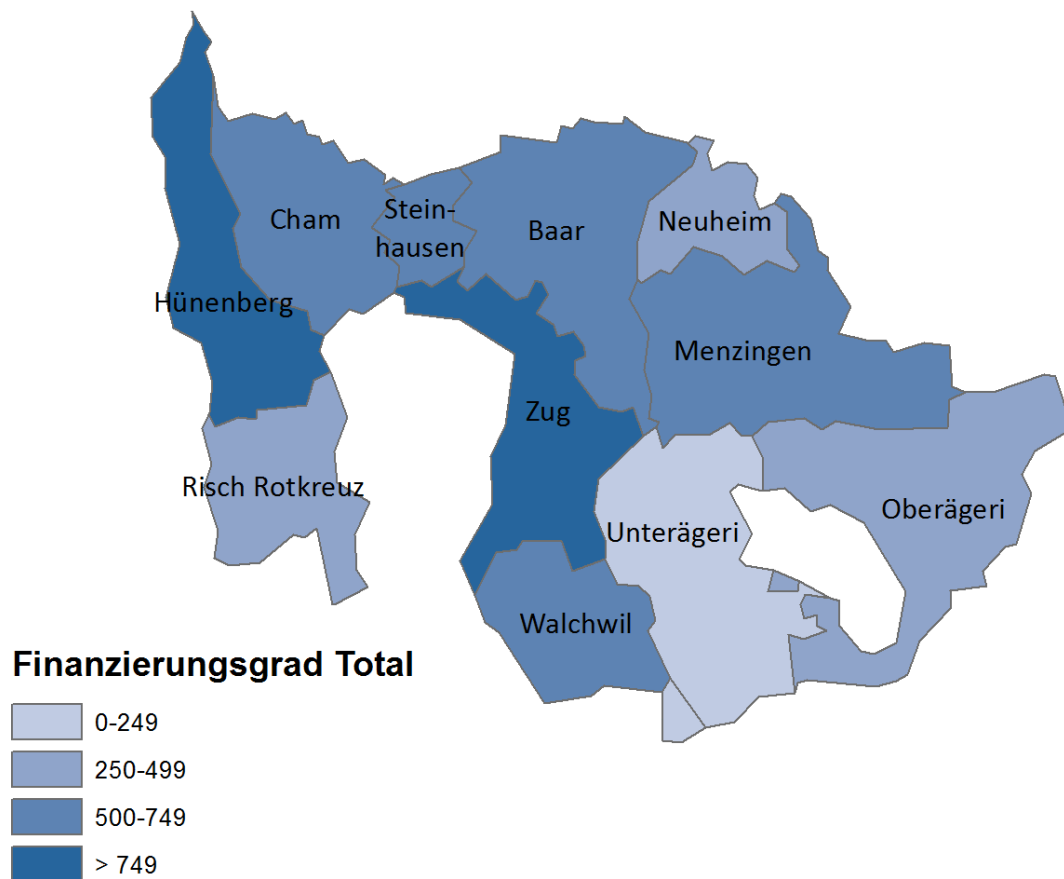 Cham
Stein-
hausen
Baar
Neuheim
Hünenberg
Menzingen
Zug
Risch Rotkreuz
Oberägeri
Unterägeri
Walchwil
Finanzierungsgrad Total
0-249
250-499
500-749
> 749